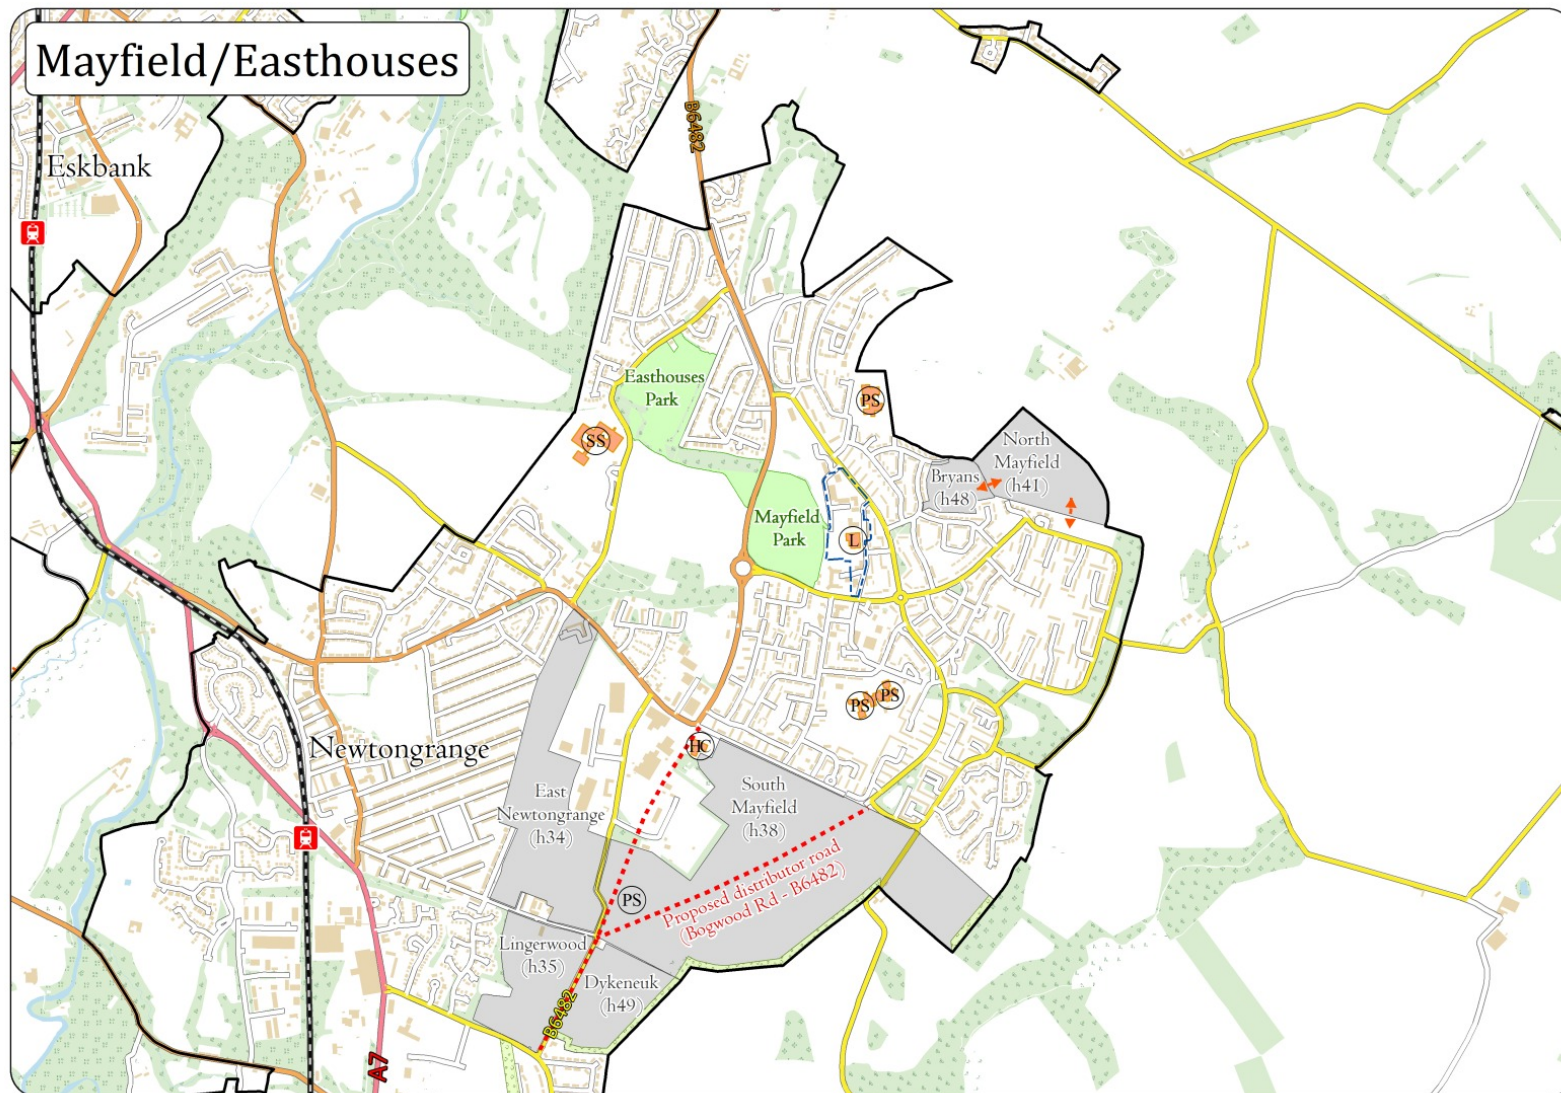 Mayfield/Easthouses
B6482
Eskbank
Easthouses
Park
PS
SS
North
Mayfield
(h41)
Bryans
(h48)
Mayfield
Park
L
PS
PS
Newtongrange
HC
East
Newtongrange
(h34)
South
Mayfield
(h38)
PS
Proposed distributor road
(Bogwood Rd - B6482)
Lingerwood
(h35)
Dykeneuk
(h49)
B6482
A7